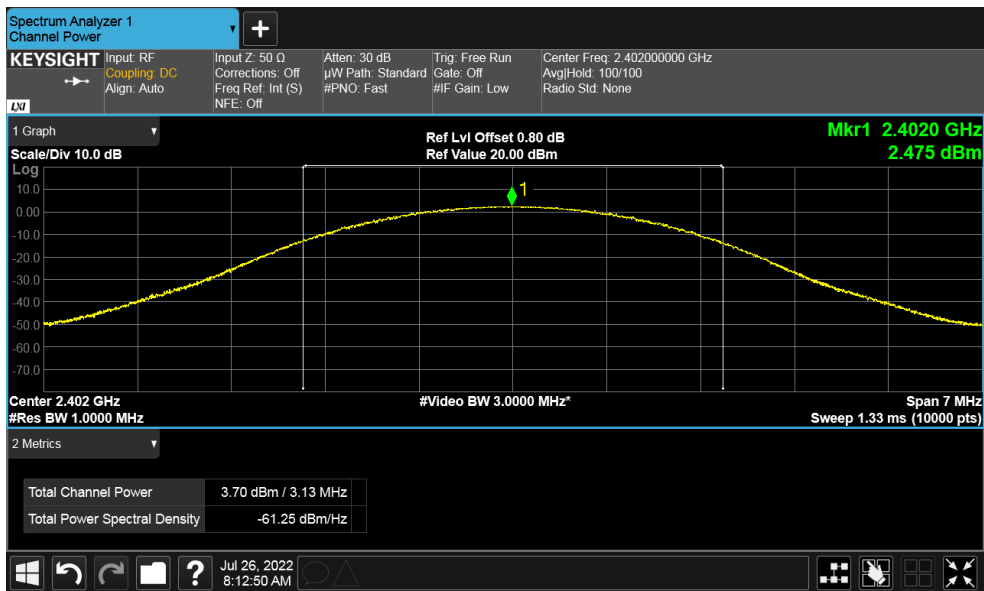 Spectrum Analyzer 1
Channel Power
+
KEYSIGHT
LXI
Input: RF
Coupling: DC
Align: Auto
Input Z: 50 Ω
Corrections: Off
Freq Ref: Int (S)
NFE: Off
Atten: 30 dB
µW Path: Standard
#PNO: Fast
Trig: Free Run
Gate: Off
#IF Gain: Low
Center Freq: 2.402000000 GHz
Avg|Hold: 100/100
Radio Std: None
1 Graph
Scale/Div 10.0 dB
Ref Lvl Offset 0.80 dB
Ref Value 20.00 dBm
Mkr1 2.4020 GHz
2.475 dBm
Log
10.0
0.00
-10.0
-20.0
-30.0
-40.0
-50.0
-60.0
-70.0
1
Center 2.402 GHz
#Res BW 1.0000 MHz
#Video BW 3.0000 MHz*
Span 7 MHz
Sweep 1.33 ms (10000 pts)
2 Metrics
Total Channel Power 3.70 dBm / 3.13 MHz
Total Power Spectral Density -61.25 dBm/Hz
?
Jul 26, 2022
8:12:50 AM